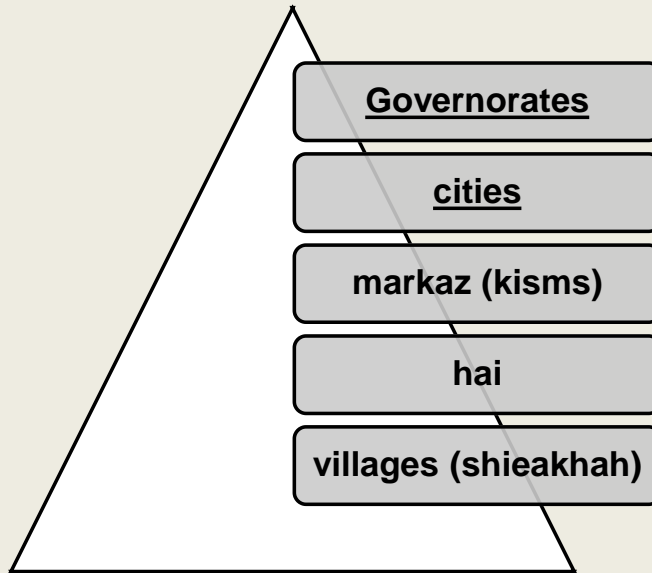 Governorates
cities
markaz (kisms)
hai
villages (shieakhah)